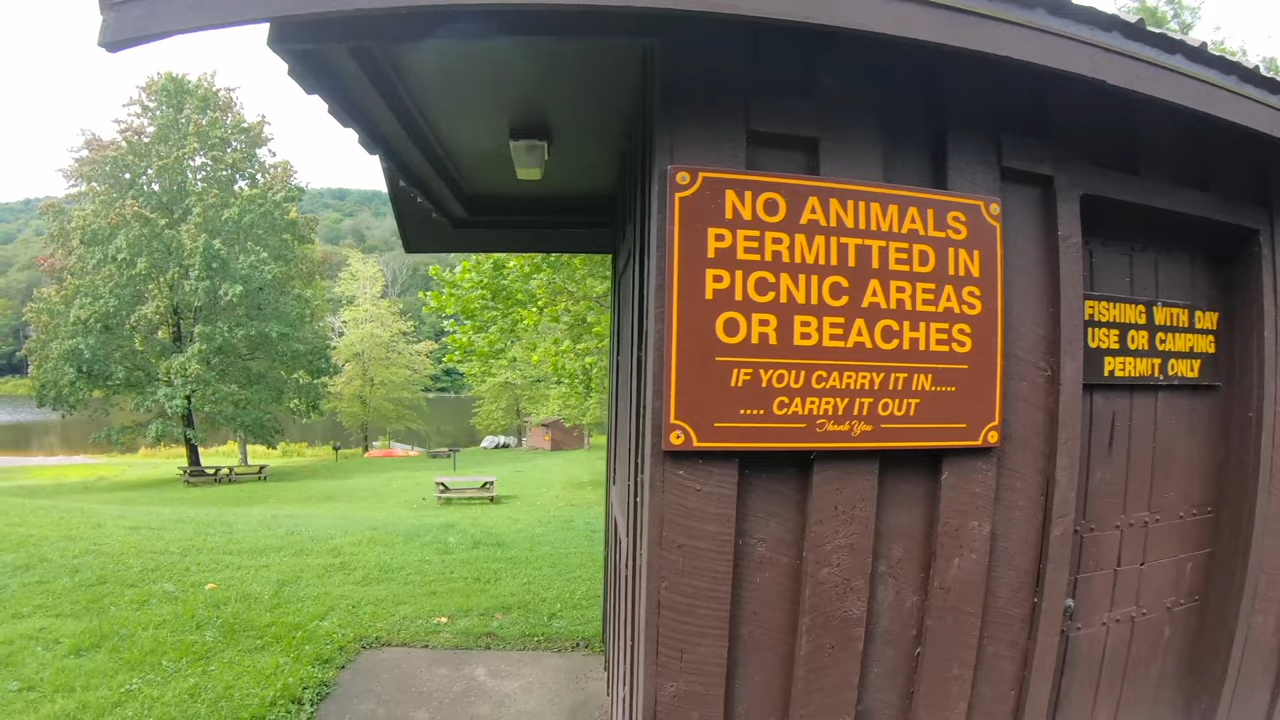 NO ANIMALS
PERMITTED IN
PICNIC AREAS
OR BEACHES
IF YOU CARRY IT IN.....
.... CARRY IT OUT
Thank You
FISHING WITH DAY
USE OR CAMPING
PERMIT ONLY